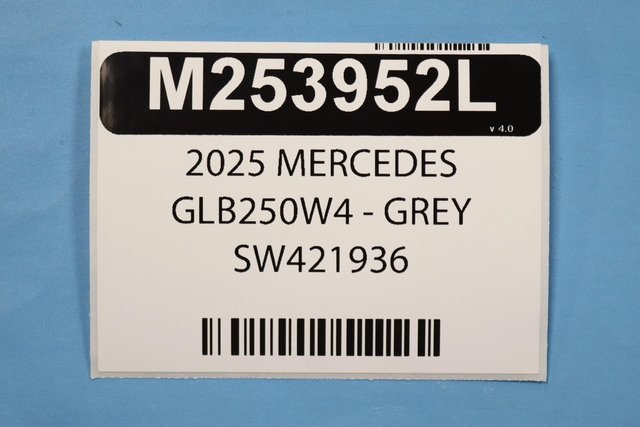 M253952L
v 4.0
2025 MERCEDES
GLB250W4 - GREY
SW421936